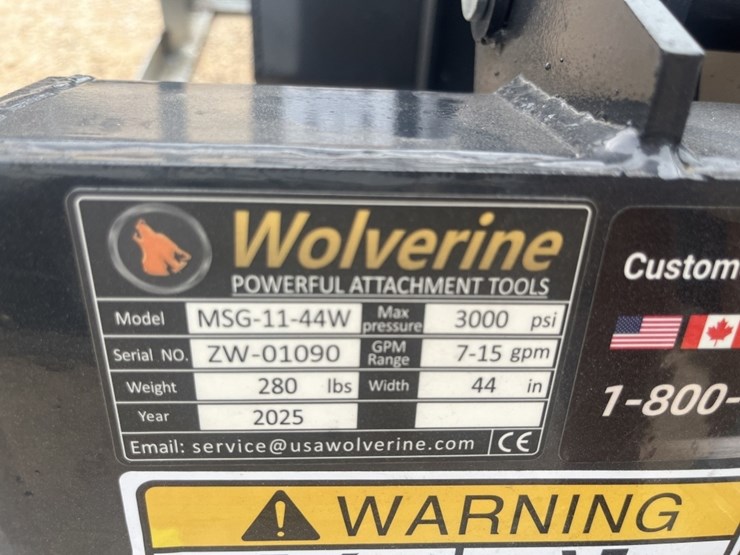 Wolverine
POWERFUL ATTACHMENT TOOLS
Model MSG-11-44W Max pressure 3000 psi
Serial NO. ZW-01090 GPM Range 7-15 gpm
Weight 280 lbs Width 44 in
Year 2025
Email: service@usawolverine.com CE
Custom
1-800-
WARNING